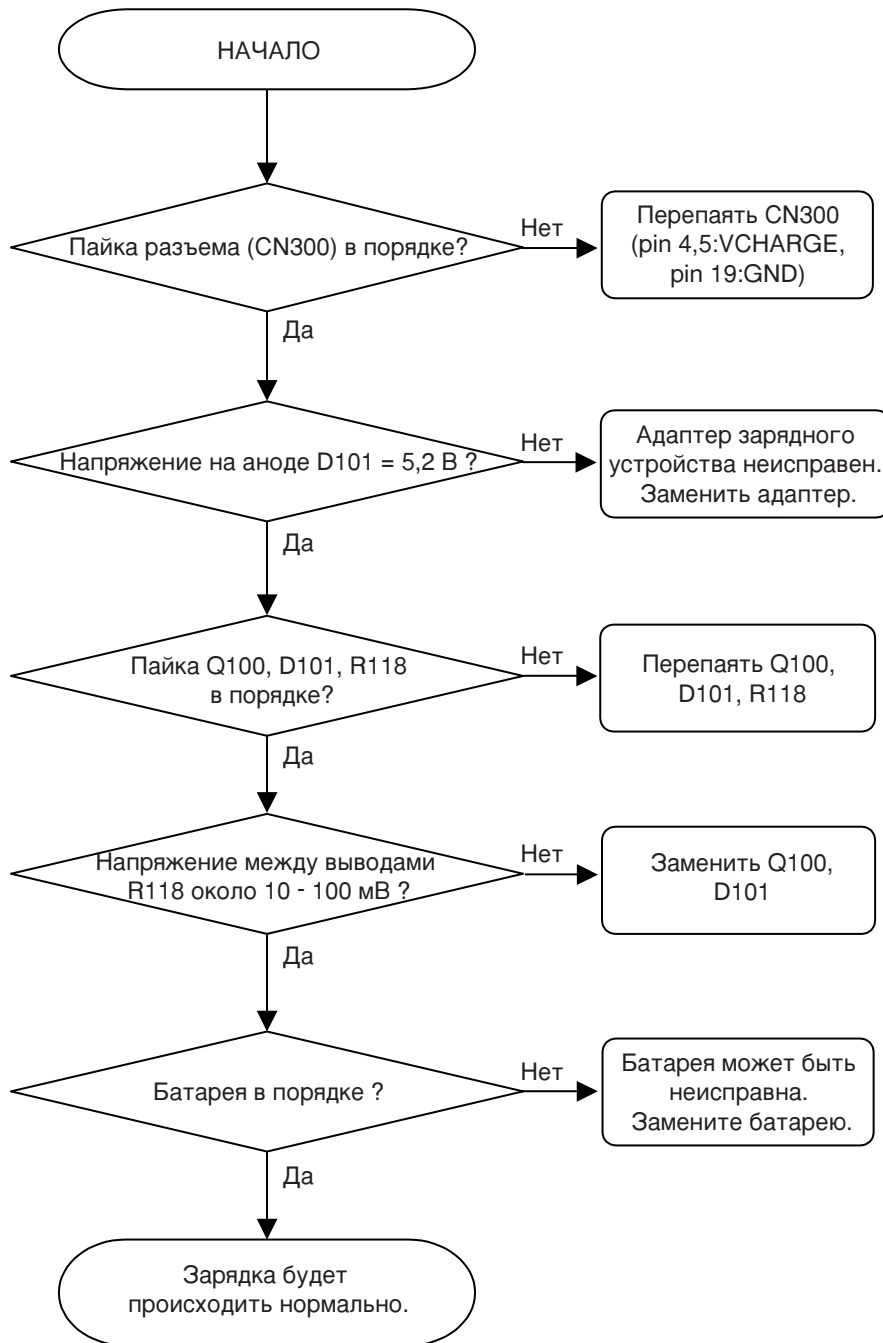 НАЧАЛО
Пайка разъема (CN300) в порядке?
Нет
Перепаять CN300
(pin 4,5:VCHARGE,
pin 19:GND)
Да
Напряжение на аноде D101 = 5,2 В ?
Нет
Адаптер зарядного
устройства неисправен.
Заменить адаптер.
Да
Пайка Q100, D101, R118
в порядке?
Нет
Перепаять Q100,
D101, R118
Да
Напряжение между выводами
R118 около 10 - 100 мВ ?
Нет
Заменить Q100,
D101
Да
Батарея в порядке ?
Нет
Батарея может быть
неисправна.
Замените батарею.
Да
Зарядка будет
происходить нормально.